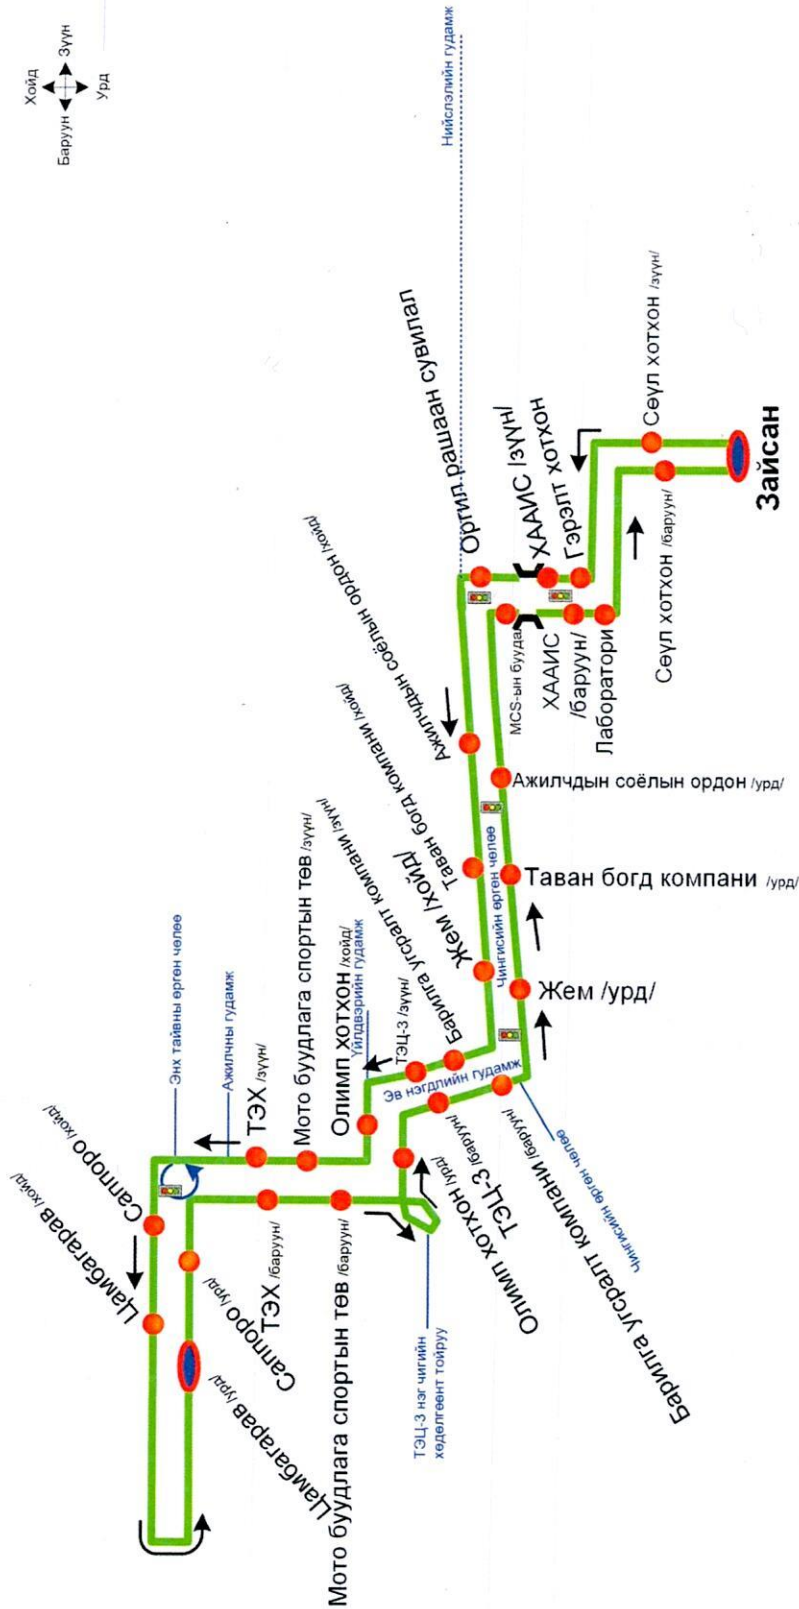 Хойд
Баруун
Зүүн
Урд
Нийслэлийн гудамж
Энх тайвны өргөн чөлөө
Ажилчны гудамж
Цамбагарав /хойд/
Саппоро /хойд/
ТЭХ /зүүн/
Мото буудлага спортын төв /зүүн/
Олимп хотхон /хойд/
Үйлдвэрийн гудамж
ТЭЦ-3 /зүүн/
Барилга угсралт компани /зүүн/
Жем /хойд/
Таван богд компани /хойд/
Ажилчдын соёлын ордон /хойд/
Оргил рашаан сувилал
ХААИС /зүүн/
Гэрэлт хотхон
Сөүл хотхон /зүүн/
Зайсан
Сөүл хотхон /баруун/
Лаборатори
ХААИС
/баруун/
MCS-ын буудал
Ажилчдын соёлын ордон /урд/
Таван богд компани /урд/
Чингисийн өргөн чөлөө
Жем /урд/
Эв нэгдлийн гудамж
Чингисийн өргөн чөлөө
Барилга угсралт компани /баруун/
ТЭЦ-3 /баруун/
Олимп хотхон /урд/
ТЭЦ-3 нэг чигийн
хөдөлгөөнт тойруу
Мото буудлага спортын төв /баруун/
ТЭХ /баруун/
Саппоро /урд/
Цамбагарав /урд/